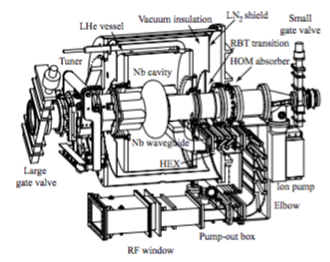 LHe vessel
Vacuum insulation
LN₂ shield
Small
gate valve
Tuner
Nb cavity
RBT transition
HOM absorber
Nb waveguide
HEX
Large
gate valve
Ion pump
Elbow
Pump-out box
RF window